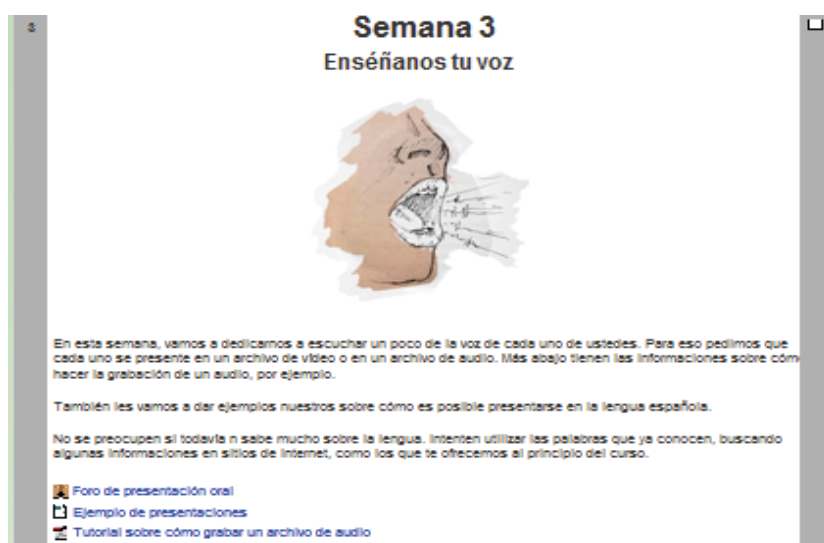 3
Semana 3
Enséñanos tu voz
En esta semana, vamos a dedicarnos a escuchar un poco de la voz de cada uno de ustedes. Para eso pedimos que
cada uno se presente en un archivo de vídeo o en un archivo de audio. Más abajo tienen las informaciones sobre cómo
hacer la grabación de un audio, por ejemplo.
También les vamos a dar ejemplos nuestros sobre cómo es posible presentarse en la lengua española.
No se preocupen si todavía n sabe mucho sobre la lengua. Intenten utilizar las palabras que ya conocen, buscando
algunas informaciones en sitios de Internet, como los que te ofrecemos al principio del curso.
Foro de presentación oral
Ejemplo de presentaciones
Tutorial sobre cómo grabar un archivo de audio